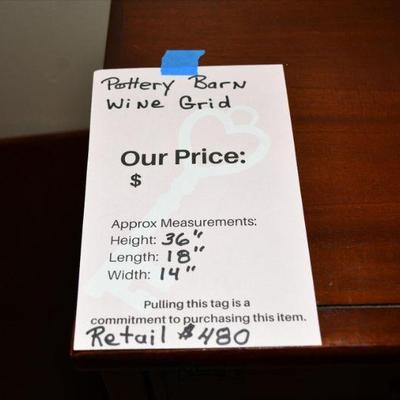 Pottery Barn
Wine Grid
Our Price:
$
Approx Measurements:
Height: 36"
Length: 18"
Width: 14"
Pulling this tag is a
commitment to purchasing this item.
Retail $480